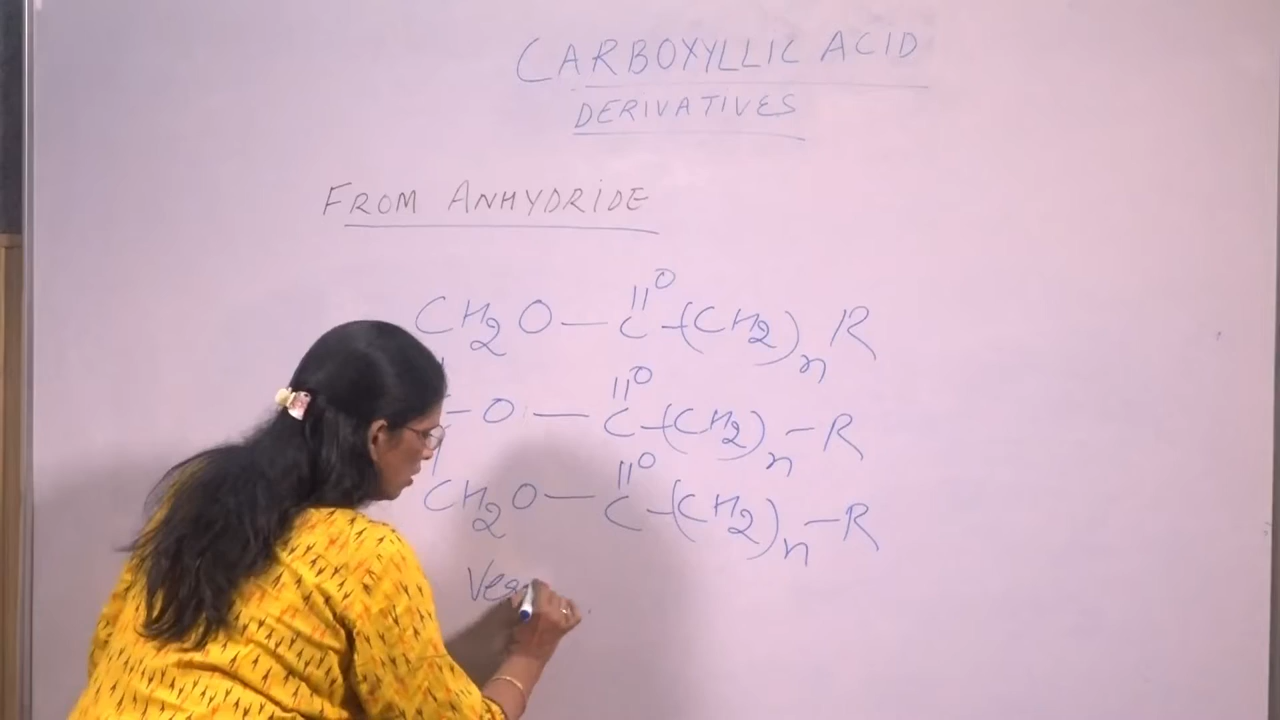 CARBOXYLLIC ACID
DERIVATIVES
FROM ANHYDRIDE
O
CH2O — C —(CH2)n R
O
— O — C —(CH2)n — R
O
CH2O — C —(CH2)n — R